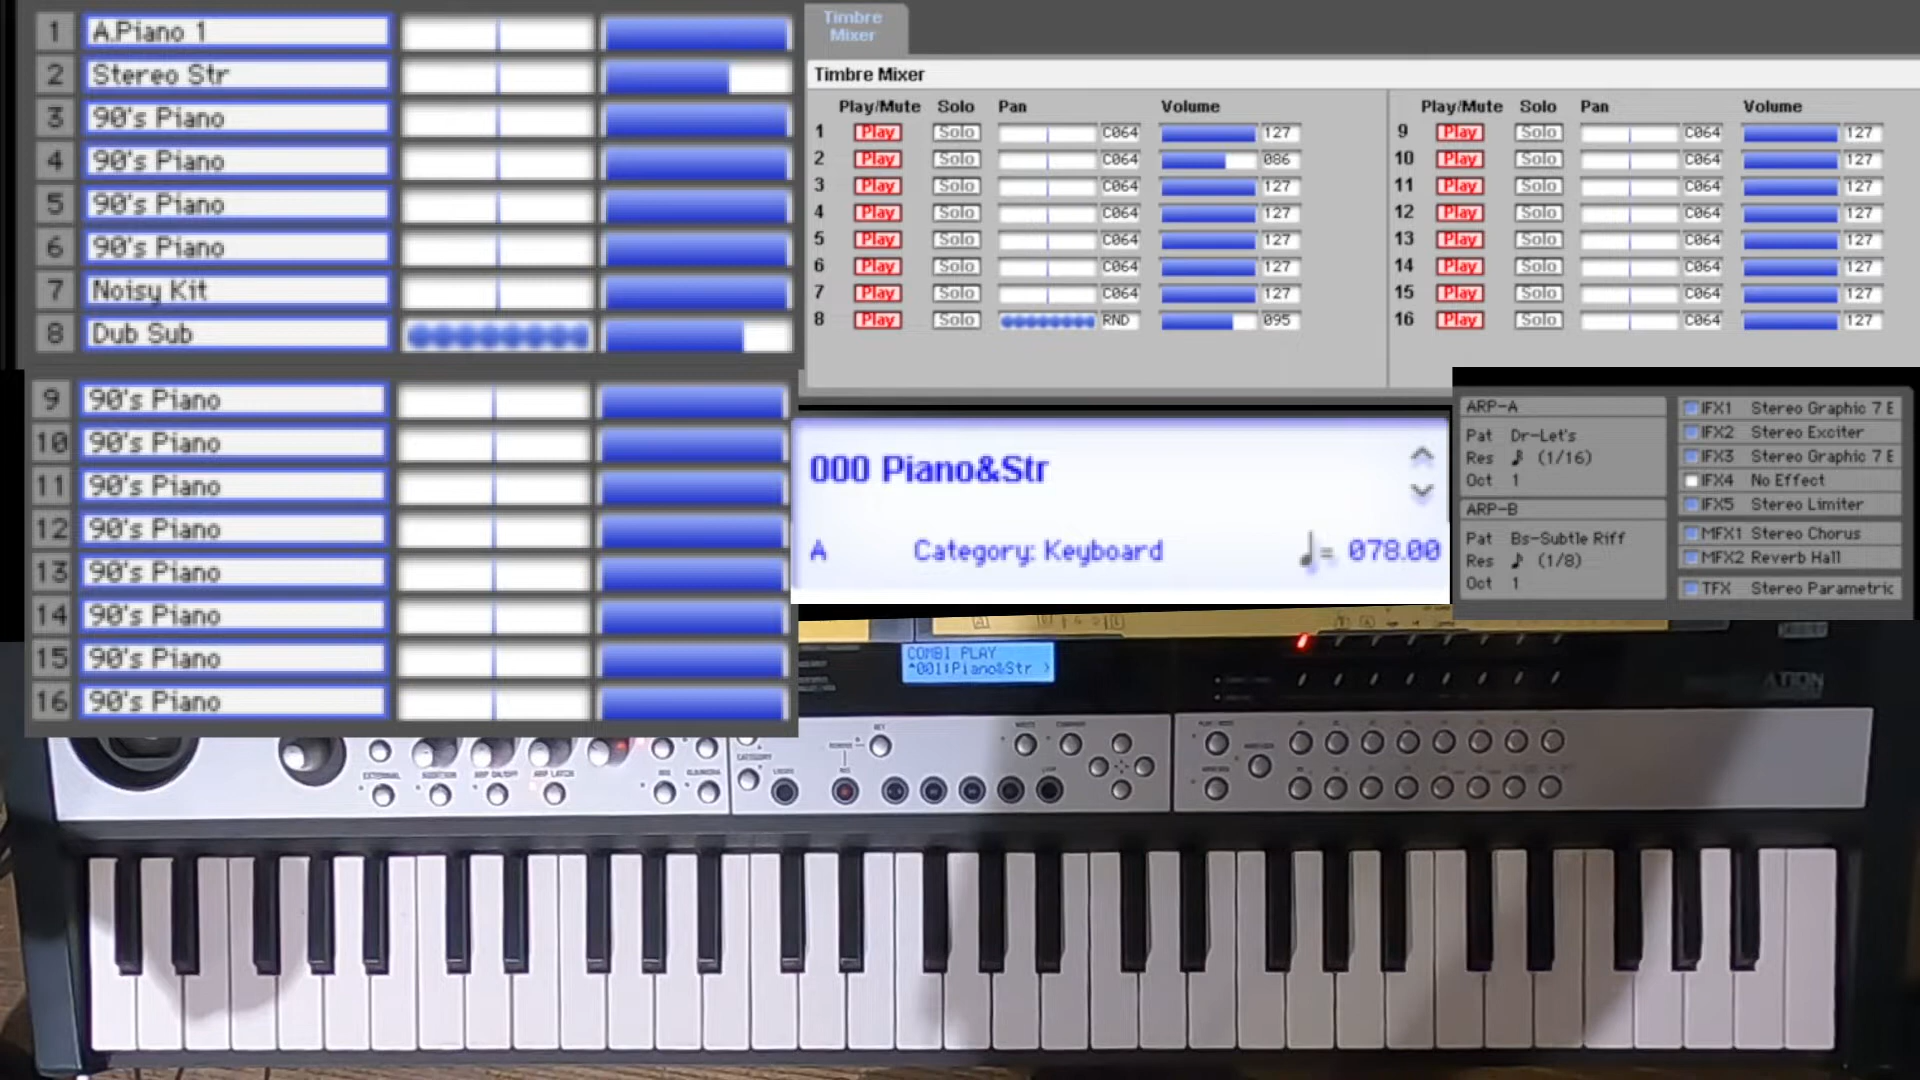 1 A.Piano 1
2 Stereo Str
3 90's Piano
4 90's Piano
5 90's Piano
6 90's Piano
7 Noisy Kit
8 Dub Sub
9 90's Piano
10 90's Piano
11 90's Piano
12 90's Piano
13 90's Piano
14 90's Piano
15 90's Piano
16 90's Piano
Timbre
Mixer
Timbre Mixer
Play/Mute Solo Pan Volume
1 Play Solo C064 127
2 Play Solo C064 086
3 Play Solo C064 127
4 Play Solo C064 127
5 Play Solo C064 127
6 Play Solo C064 127
7 Play Solo C064 127
8 Play Solo RND 095
Play/Mute Solo Pan Volume
9 Play Solo C064 127
10 Play Solo C064 127
11 Play Solo C064 127
12 Play Solo C064 127
13 Play Solo C064 127
14 Play Solo C064 127
15 Play Solo C064 127
16 Play Solo C064 127
000 Piano&Str
A Category: Keyboard ♩= 078.00
ARP-A
Pat Dr-Let's
Res (1/16)
Oct 1
ARP-B
Pat Bs-Subtle Riff
Res ♪ (1/8)
Oct 1
IFX1 Stereo Graphic 7 E
IFX2 Stereo Exciter
IFX3 Stereo Graphic 7 E
IFX4 No Effect
IFX5 Stereo Limiter
MFX1 Stereo Chorus
MFX2 Reverb Hall
TFX Stereo Parametric
COMBI PLAY
001:Piano&Str >
ATION
EXTERNAL AUDITION ARP ON/OFF ARP LATCH
CATEGORY